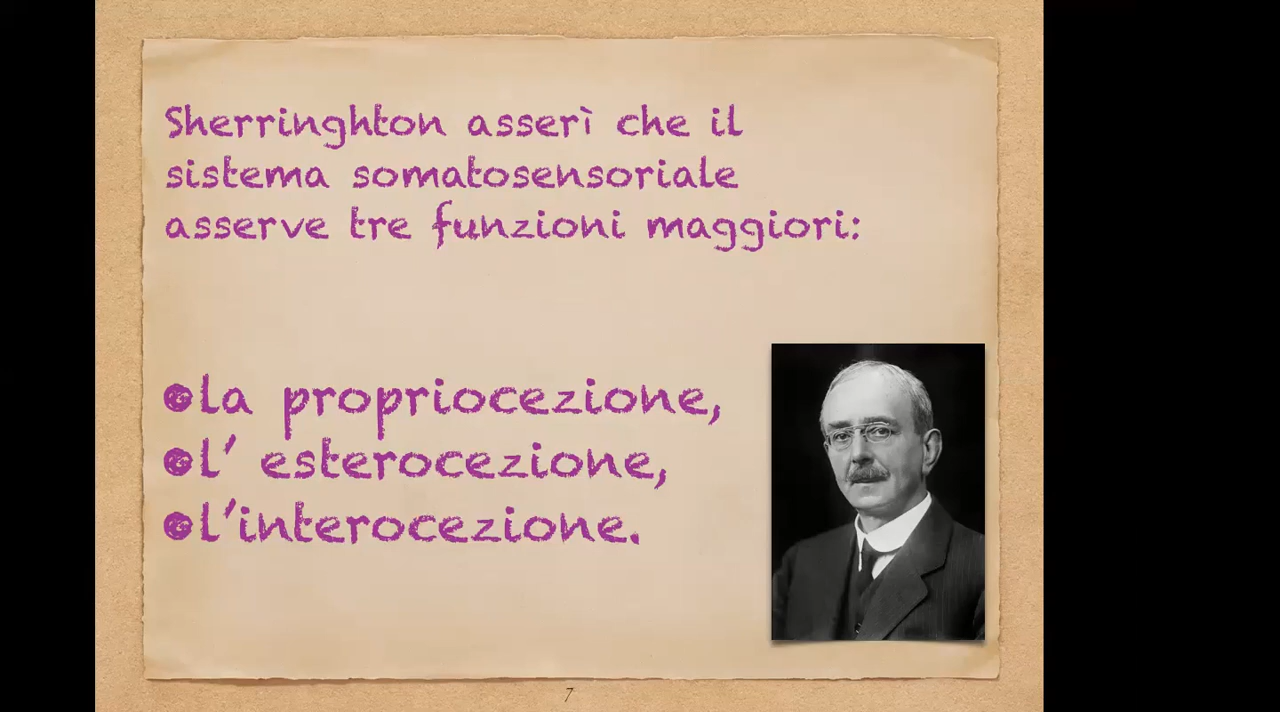 Sherringhton asserì che il
sistema somatosensoriale
asserve tre funzioni maggiori:
la propriocezione,
l' esterocezione,
l'interocezione.
7